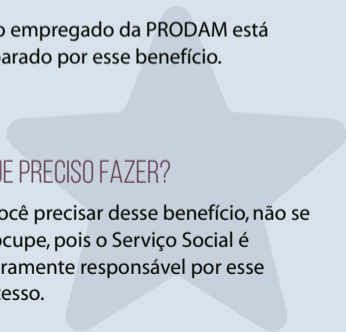 o empregado da PRODAM está
parado por esse benefício.
UE PRECISO FAZER?
ocê precisar desse benefício, não se
ocupe, pois o Serviço Social é
ramente responsável por esse
cesso.